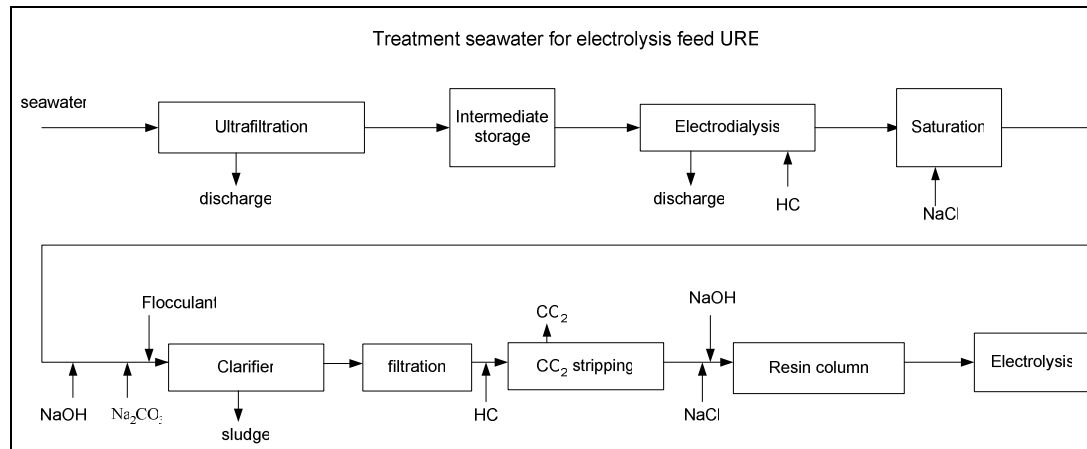 Treatment seawater for electrolysis feed URE
seawater
Ultrafiltration
Intermediate
storage
Electrodialysis
Saturation
discharge
discharge
HC
NaCl
Flocculant
NaOH
CC₂
Clarifier
filtration
CC₂ stripping
Resin column
Electrolysis
NaOH
Na₂CO₃
HC
NaCl
sludge